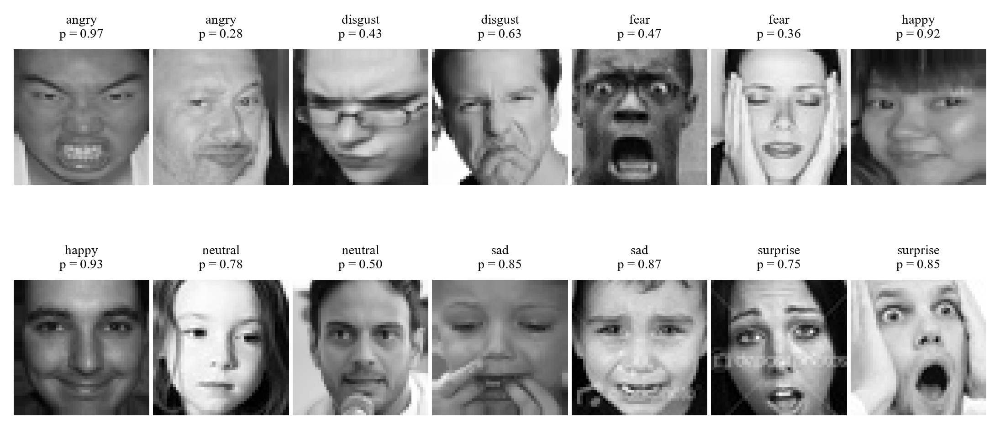 angry
p = 0.97
angry
p = 0.28
disgust
p = 0.43
disgust
p = 0.63
fear
p = 0.47
fear
p = 0.36
happy
p = 0.92
happy
p = 0.93
neutral
p = 0.78
neutral
p = 0.50
sad
p = 0.85
sad
p = 0.87
surprise
p = 0.75
surprise
p = 0.85